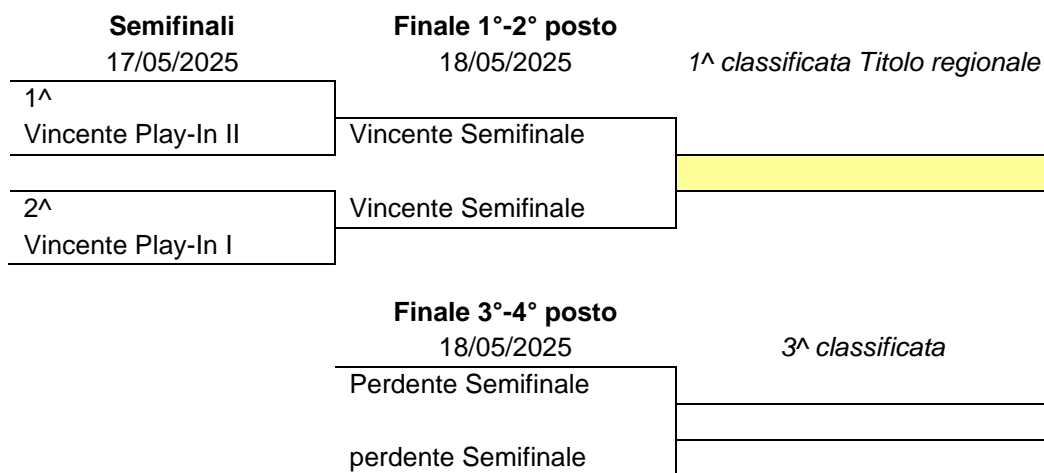 Semifinali Finale 1°-2° posto
17/05/2025 18/05/2025 1^ classificata Titolo regionale
1^
Vincente Play-In II Vincente Semifinale
2^ Vincente Semifinale
Vincente Play-In I
Finale 3°-4° posto
18/05/2025 3^ classificata
Perdente Semifinale
perdente Semifinale